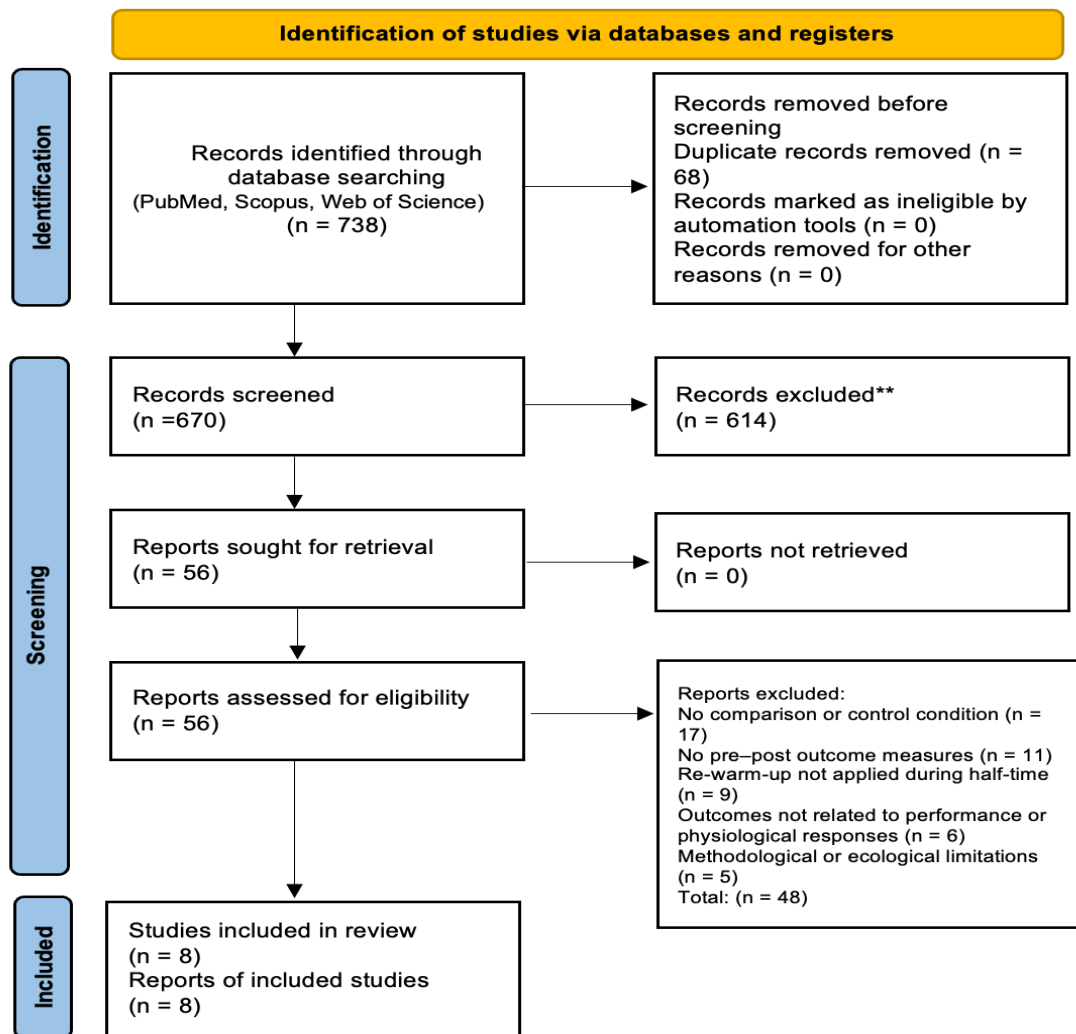 Identification of studies via databases and registers
Identification
Records identified through
database searching
(PubMed, Scopus, Web of Science)
(n = 738)
Records removed before
screening
Duplicate records removed (n =
68)
Records marked as ineligible by
automation tools (n = 0)
Records removed for other
reasons (n = 0)
Screening
Records screened
(n =670)
Records excluded**
(n = 614)
Reports sought for retrieval
(n = 56)
Reports not retrieved
(n = 0)
Reports assessed for eligibility
(n = 56)
Reports excluded:
No comparison or control condition (n =
17)
No pre–post outcome measures (n = 11)
Re-warm-up not applied during half-time
(n = 9)
Outcomes not related to performance or
physiological responses (n = 6)
Methodological or ecological limitations
(n = 5)
Total: (n = 48)
Included
Studies included in review
(n = 8)
Reports of included studies
(n = 8)